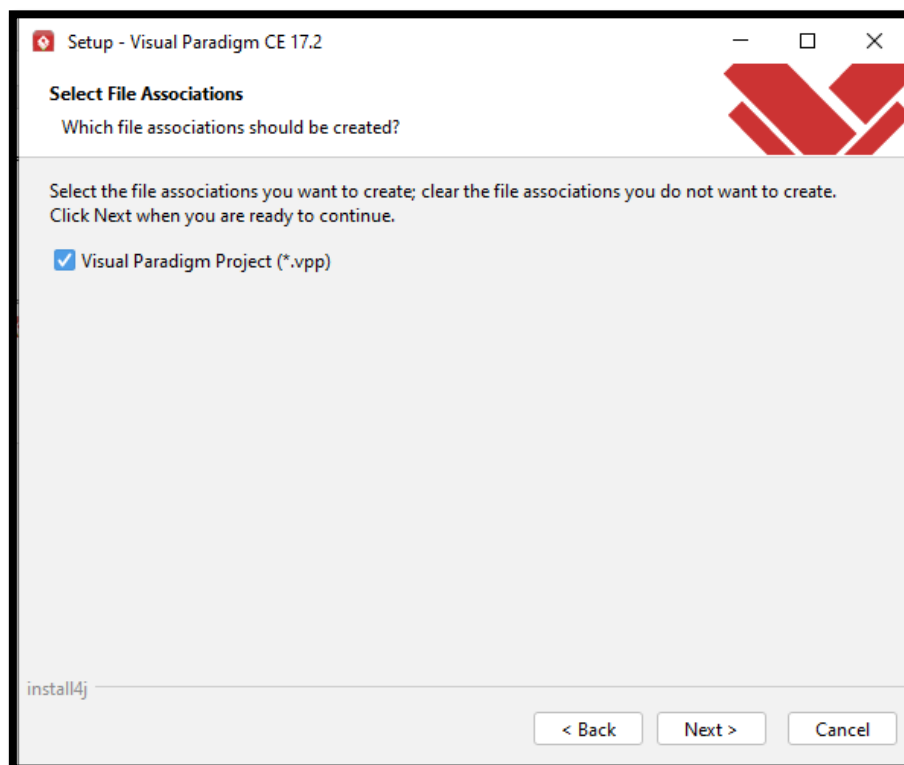 Setup - Visual Paradigm CE 17.2
Select File Associations
Which file associations should be created?
Select the file associations you want to create; clear the file associations you do not want to create.
Click Next when you are ready to continue.
Visual Paradigm Project (*.vpp)
install4j
< Back Next > Cancel